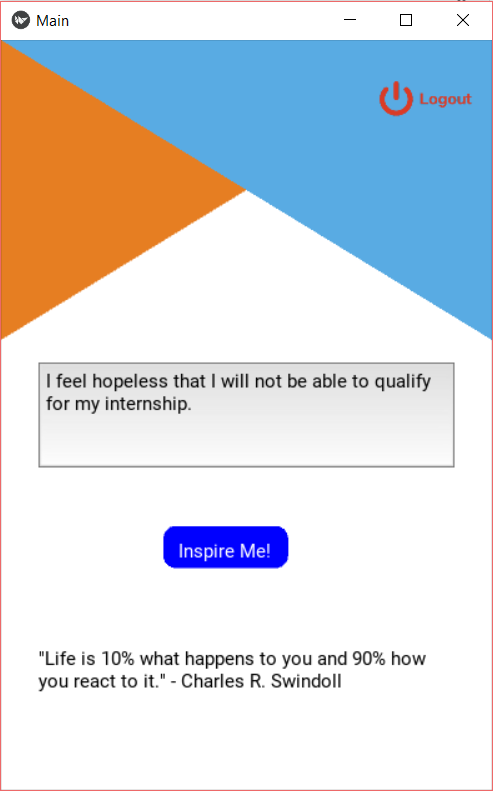 Main
Logout
I feel hopeless that I will not be able to qualify
for my internship.
Inspire Me!
"Life is 10% what happens to you and 90% how
you react to it." - Charles R. Swindoll